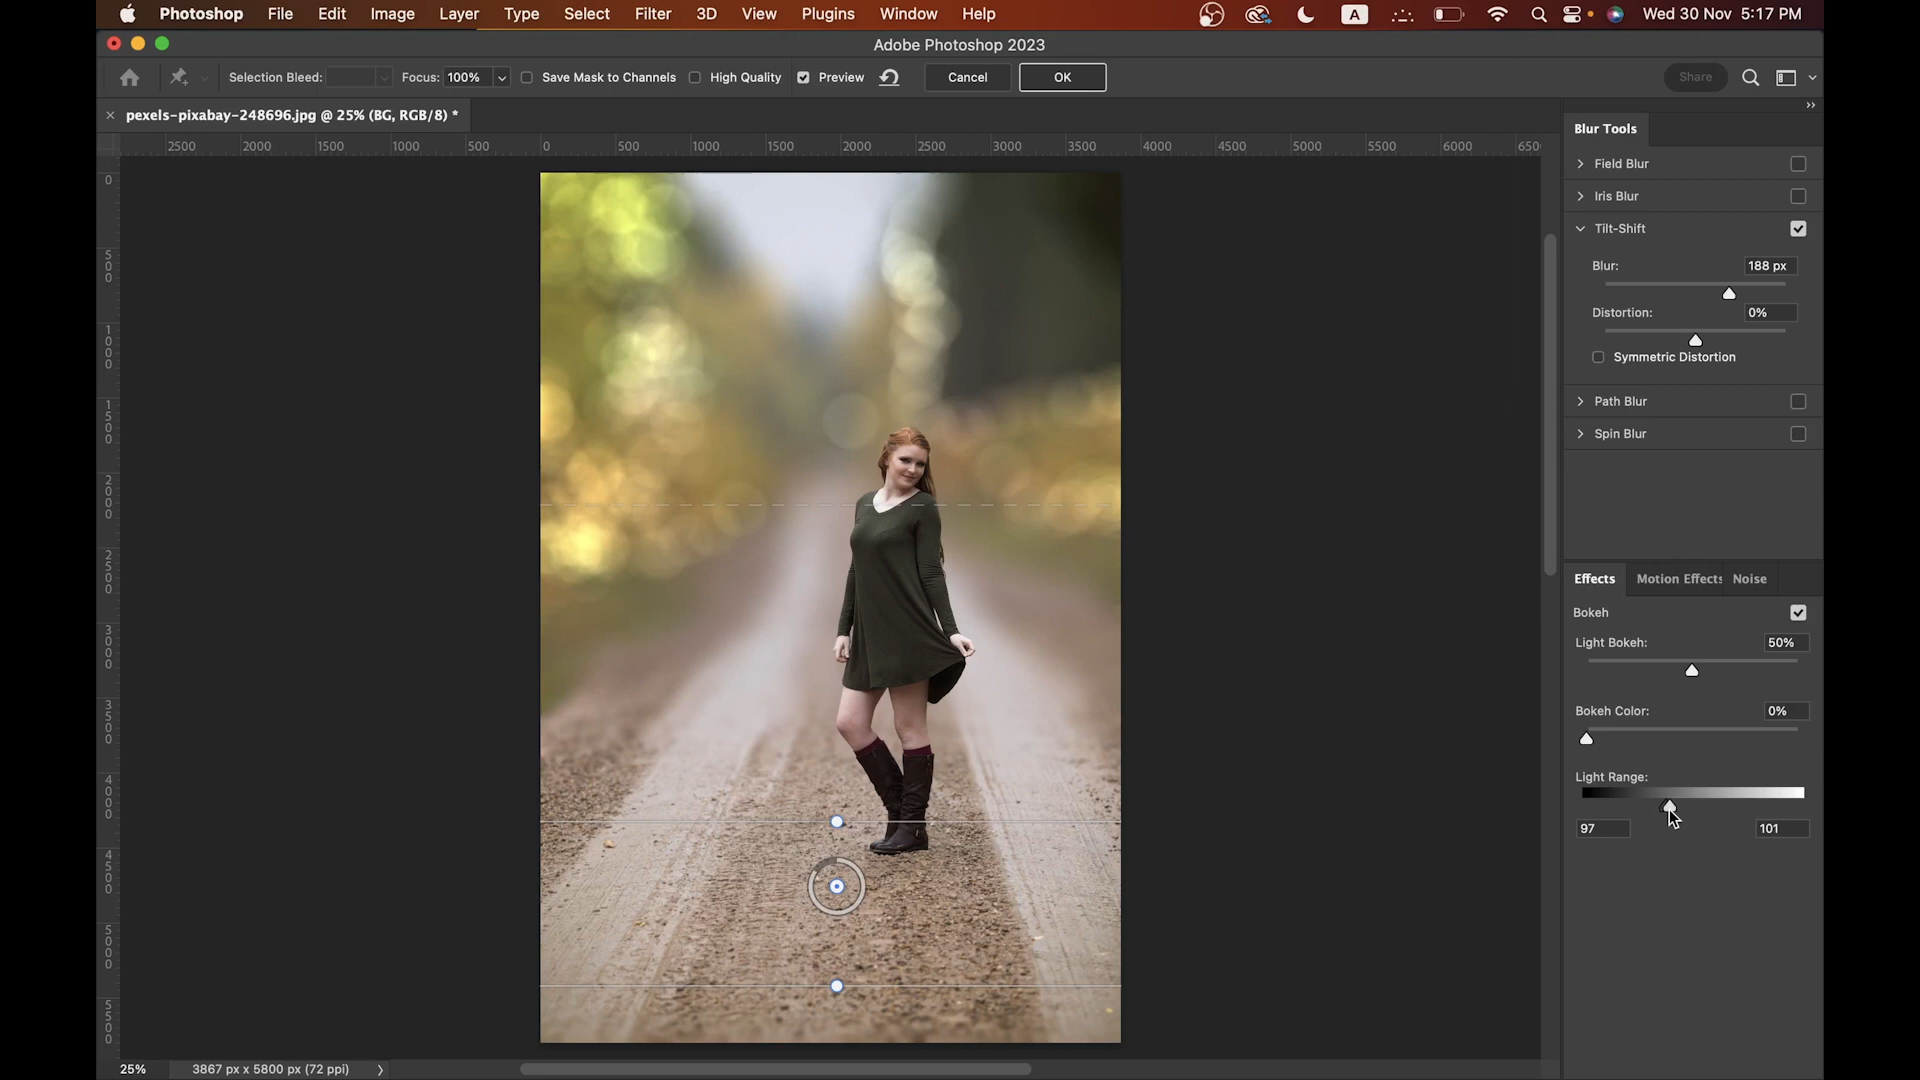 Photoshop File Edit Image Layer Type Select Filter 3D View Plugins Window Help A Wed 30 Nov 5:17 PM
Adobe Photoshop 2023
Selection Bleed: Focus: 100% Save Mask to Channels High Quality Preview Cancel OK Share
× pexels-pixabay-248696.jpg @ 25% (BG, RGB/8) *
2500 2000 1500 1000 500 0 500 1000 1500 2000 2500 3000 3500 4000 4500 5000 5500 6000 650
0
500
1000
1500
2000
2500
3000
3500
4000
4500
5000
5500
Blur Tools
Field Blur
Iris Blur
Tilt-Shift
Blur: 188 px
Distortion: 0%
Symmetric Distortion
Path Blur
Spin Blur
Effects Motion Effects Noise
Bokeh
Light Bokeh: 50%
Bokeh Color: 0%
Light Range:
97 101
25% 3867 px x 5800 px (72 ppi)